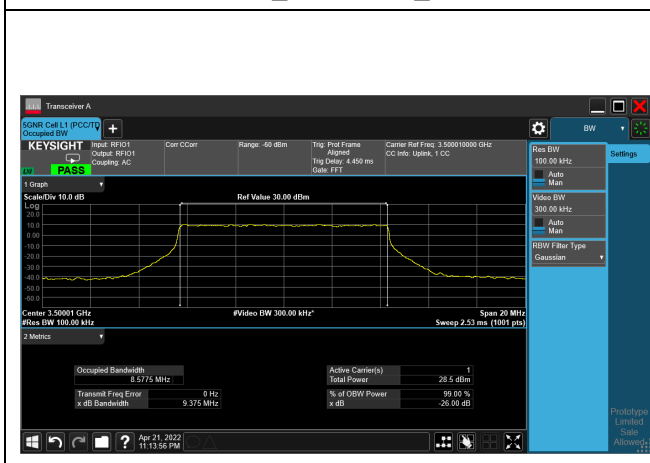 Transceiver A
5GNR Cell L1 (PCC/TD
Occupied BW
KEYSIGHT
LXI
PASS
Input: RFIO1
Output: RFIO1
Coupling: AC
Corr CCorr
Range: -60 dBm
Trig: Prot Frame
Aligned
Trig Delay: 4.450 ms
Gate: FFT
Carrier Ref Freq: 3.500010000 GHz
CC Info: Uplink, 1 CC
BW
Settings
Res BW
100.00 kHz
Auto
Man
Video BW
300.00 kHz
Auto
Man
RBW Filter Type
Gaussian
1 Graph
Scale/Div 10.0 dB
Ref Value 30.00 dBm
Log
20.0
10.0
0.00
-10.0
-20.0
-30.0
-40.0
-50.0
-60.0
Center 3.50001 GHz
#Video BW 300.00 kHz*
Span 20 MHz
#Res BW 100.00 kHz
Sweep 2.53 ms (1001 pts)
2 Metrics
Occupied Bandwidth
8.5775 MHz
Transmit Freq Error 0 Hz
x dB Bandwidth 9.375 MHz
Active Carrier(s) 1
Total Power 28.5 dBm
% of OBW Power 99.00 %
x dB -26.00 dB
Apr 21, 2022
11:13:56 PM
Prototype
Limited
Sale
Allowed